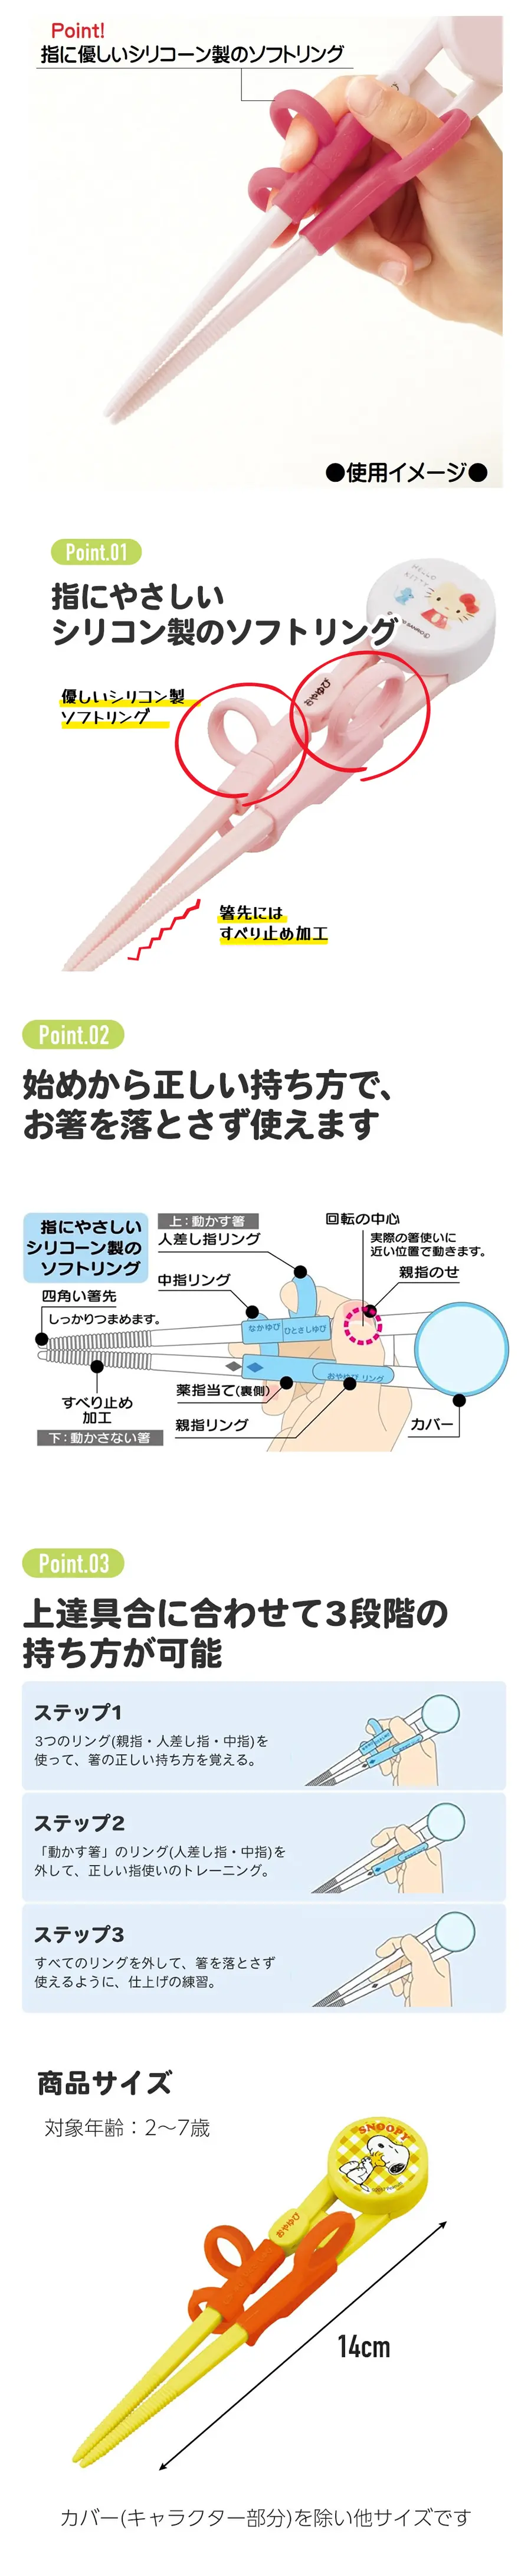 Point!
指に優しいシリコーン製のソフトリング
●使用イメージ●
Point.01
指にやさしい
シリコン製のソフトリング
HELLO
KITTY
優しいシリコン製
ソフトリング
おやゆび
箸先には
すべり止め加工
Point.02
始めから正しい持ち方で、
お箸を落とさず使えます
指にやさしい
シリコーン製の
ソフトリング
上：動かす箸
人差し指リング
回転の中心
実際の箸使いに
近い位置で動きます。
中指リング
親指のせ
四角い箸先
しっかりつまめます。
なかゆび
ひとさしゆび
おやゆび リング
すべり止め
加工
薬指当て(裏側)
親指リング
カバー
下：動かさない箸
Point.03
上達具合に合わせて3段階の
持ち方が可能
ステップ1
3つのリング(親指・人差し指・中指)を
使って、箸の正しい持ち方を覚える。
ステップ2
「動かす箸」のリング(人差し指・中指)を
外して、正しい指使いのトレーニング。
ステップ3
すべてのリングを外して、箸を落とさず
使えるように、仕上げの練習。
商品サイズ
対象年齢：2〜7歳
SNOOPY
おやゆび
14cm
カバー(キャラクター部分)を除い他サイズです